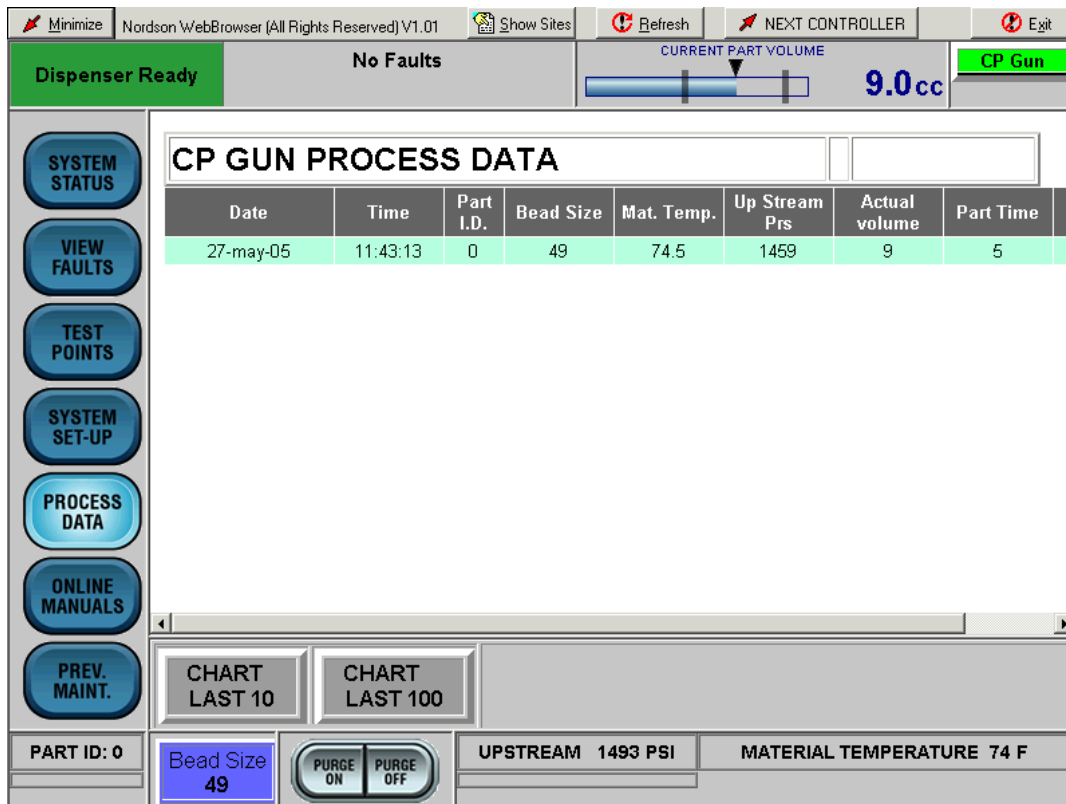 Minimize
Nordson WebBrowser (All Rights Reserved) V1.01
Show Sites
Refresh
NEXT CONTROLLER
Exit
Dispenser Ready
No Faults
CURRENT PART VOLUME
9.0 cc
CP Gun
SYSTEM
STATUS
VIEW
FAULTS
TEST
POINTS
SYSTEM
SET-UP
PROCESS
DATA
ONLINE
MANUALS
PREV.
MAINT.
CP GUN PROCESS DATA
Date Time Part I.D. Bead Size Mat. Temp. Up Stream Prs Actual volume Part Time
27-may-05 11:43:13 0 49 74.5 1459 9 5
CHART
LAST 10
CHART
LAST 100
PART ID: 0
Bead Size
49
PURGE
ON
PURGE
OFF
UPSTREAM 1493 PSI
MATERIAL TEMPERATURE 74 F